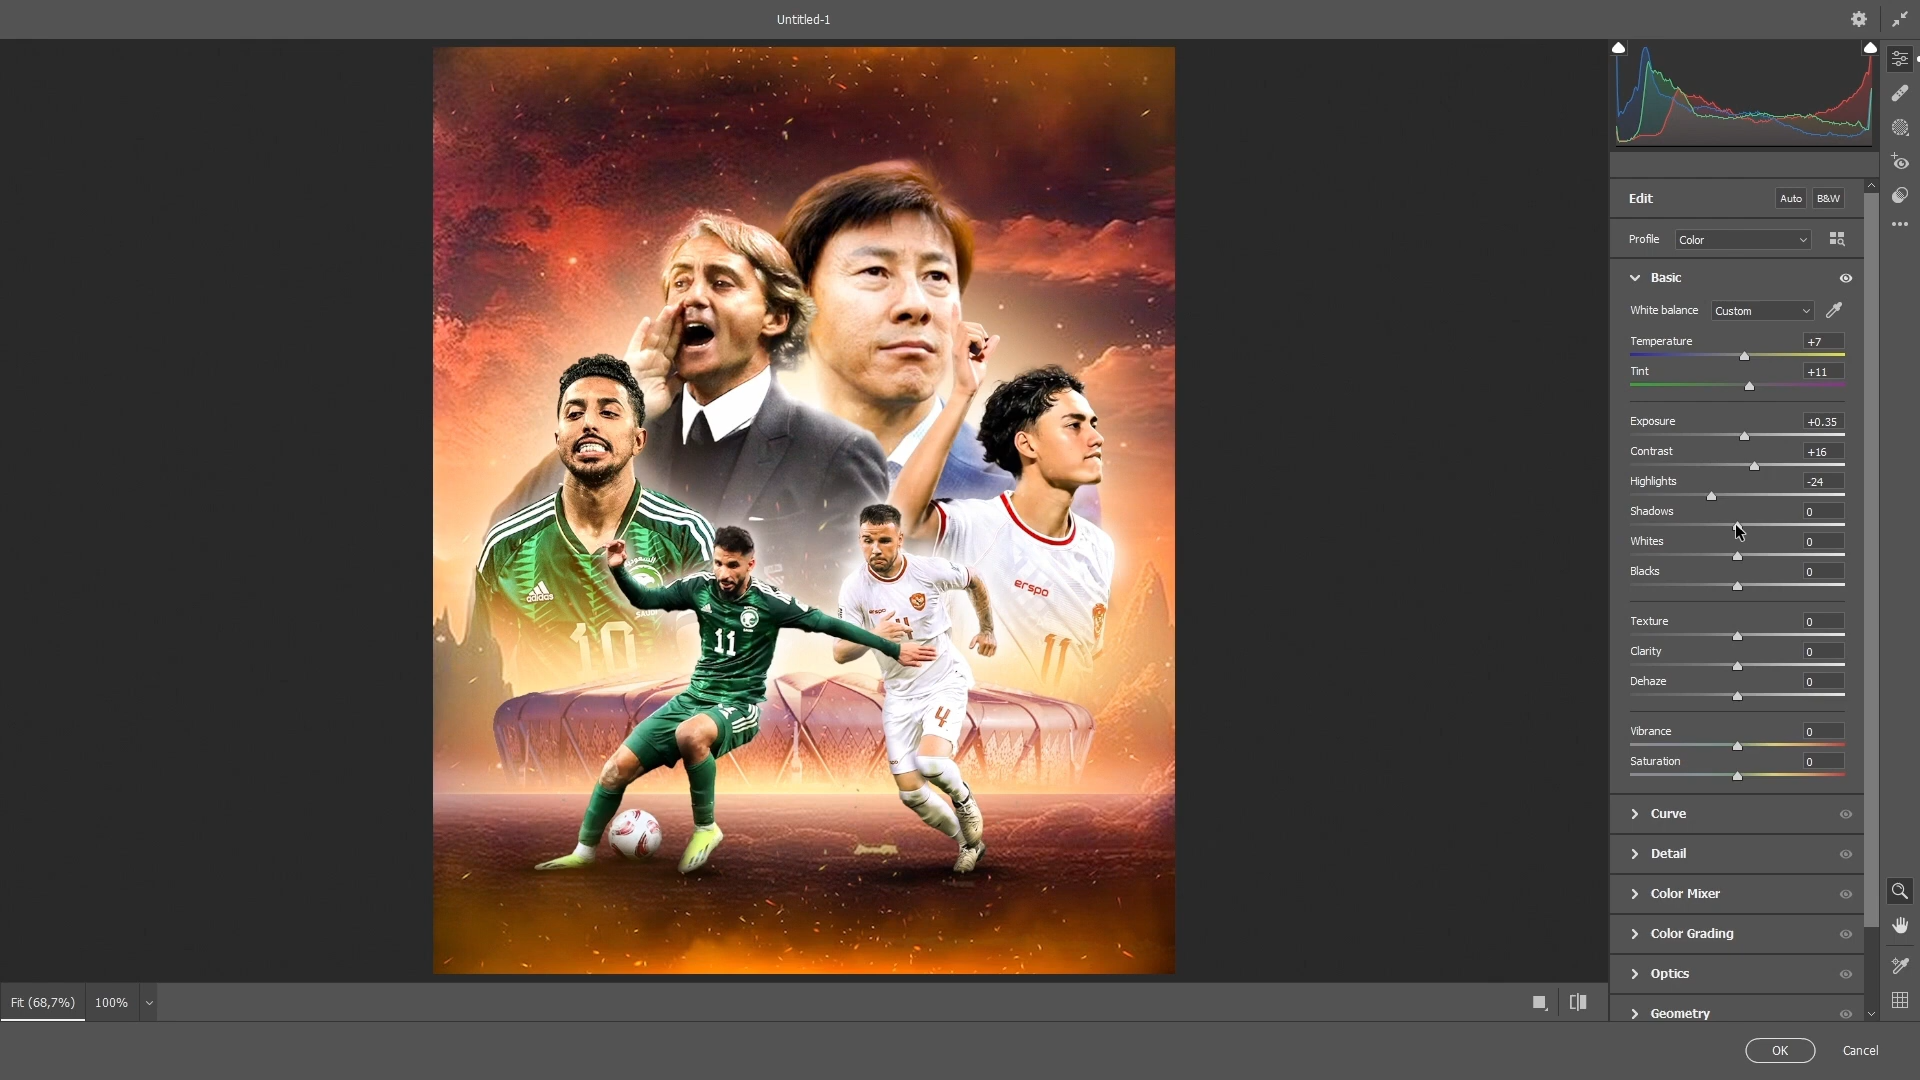 Untitled-1
Edit
Auto
B&W
Profile
Color
Basic
White balance
Custom
Temperature
+7
Tint
+11
Exposure
+0.35
Contrast
+16
Highlights
-24
Shadows
0
Whites
0
Blacks
0
Texture
0
Clarity
0
Dehaze
0
Vibrance
0
Saturation
0
Curve
Detail
Color Mixer
Color Grading
Optics
Geometry
adidas
10
11
erspo
erspo
11
4
4
Fit (68,7%)
100%
OK
Cancel